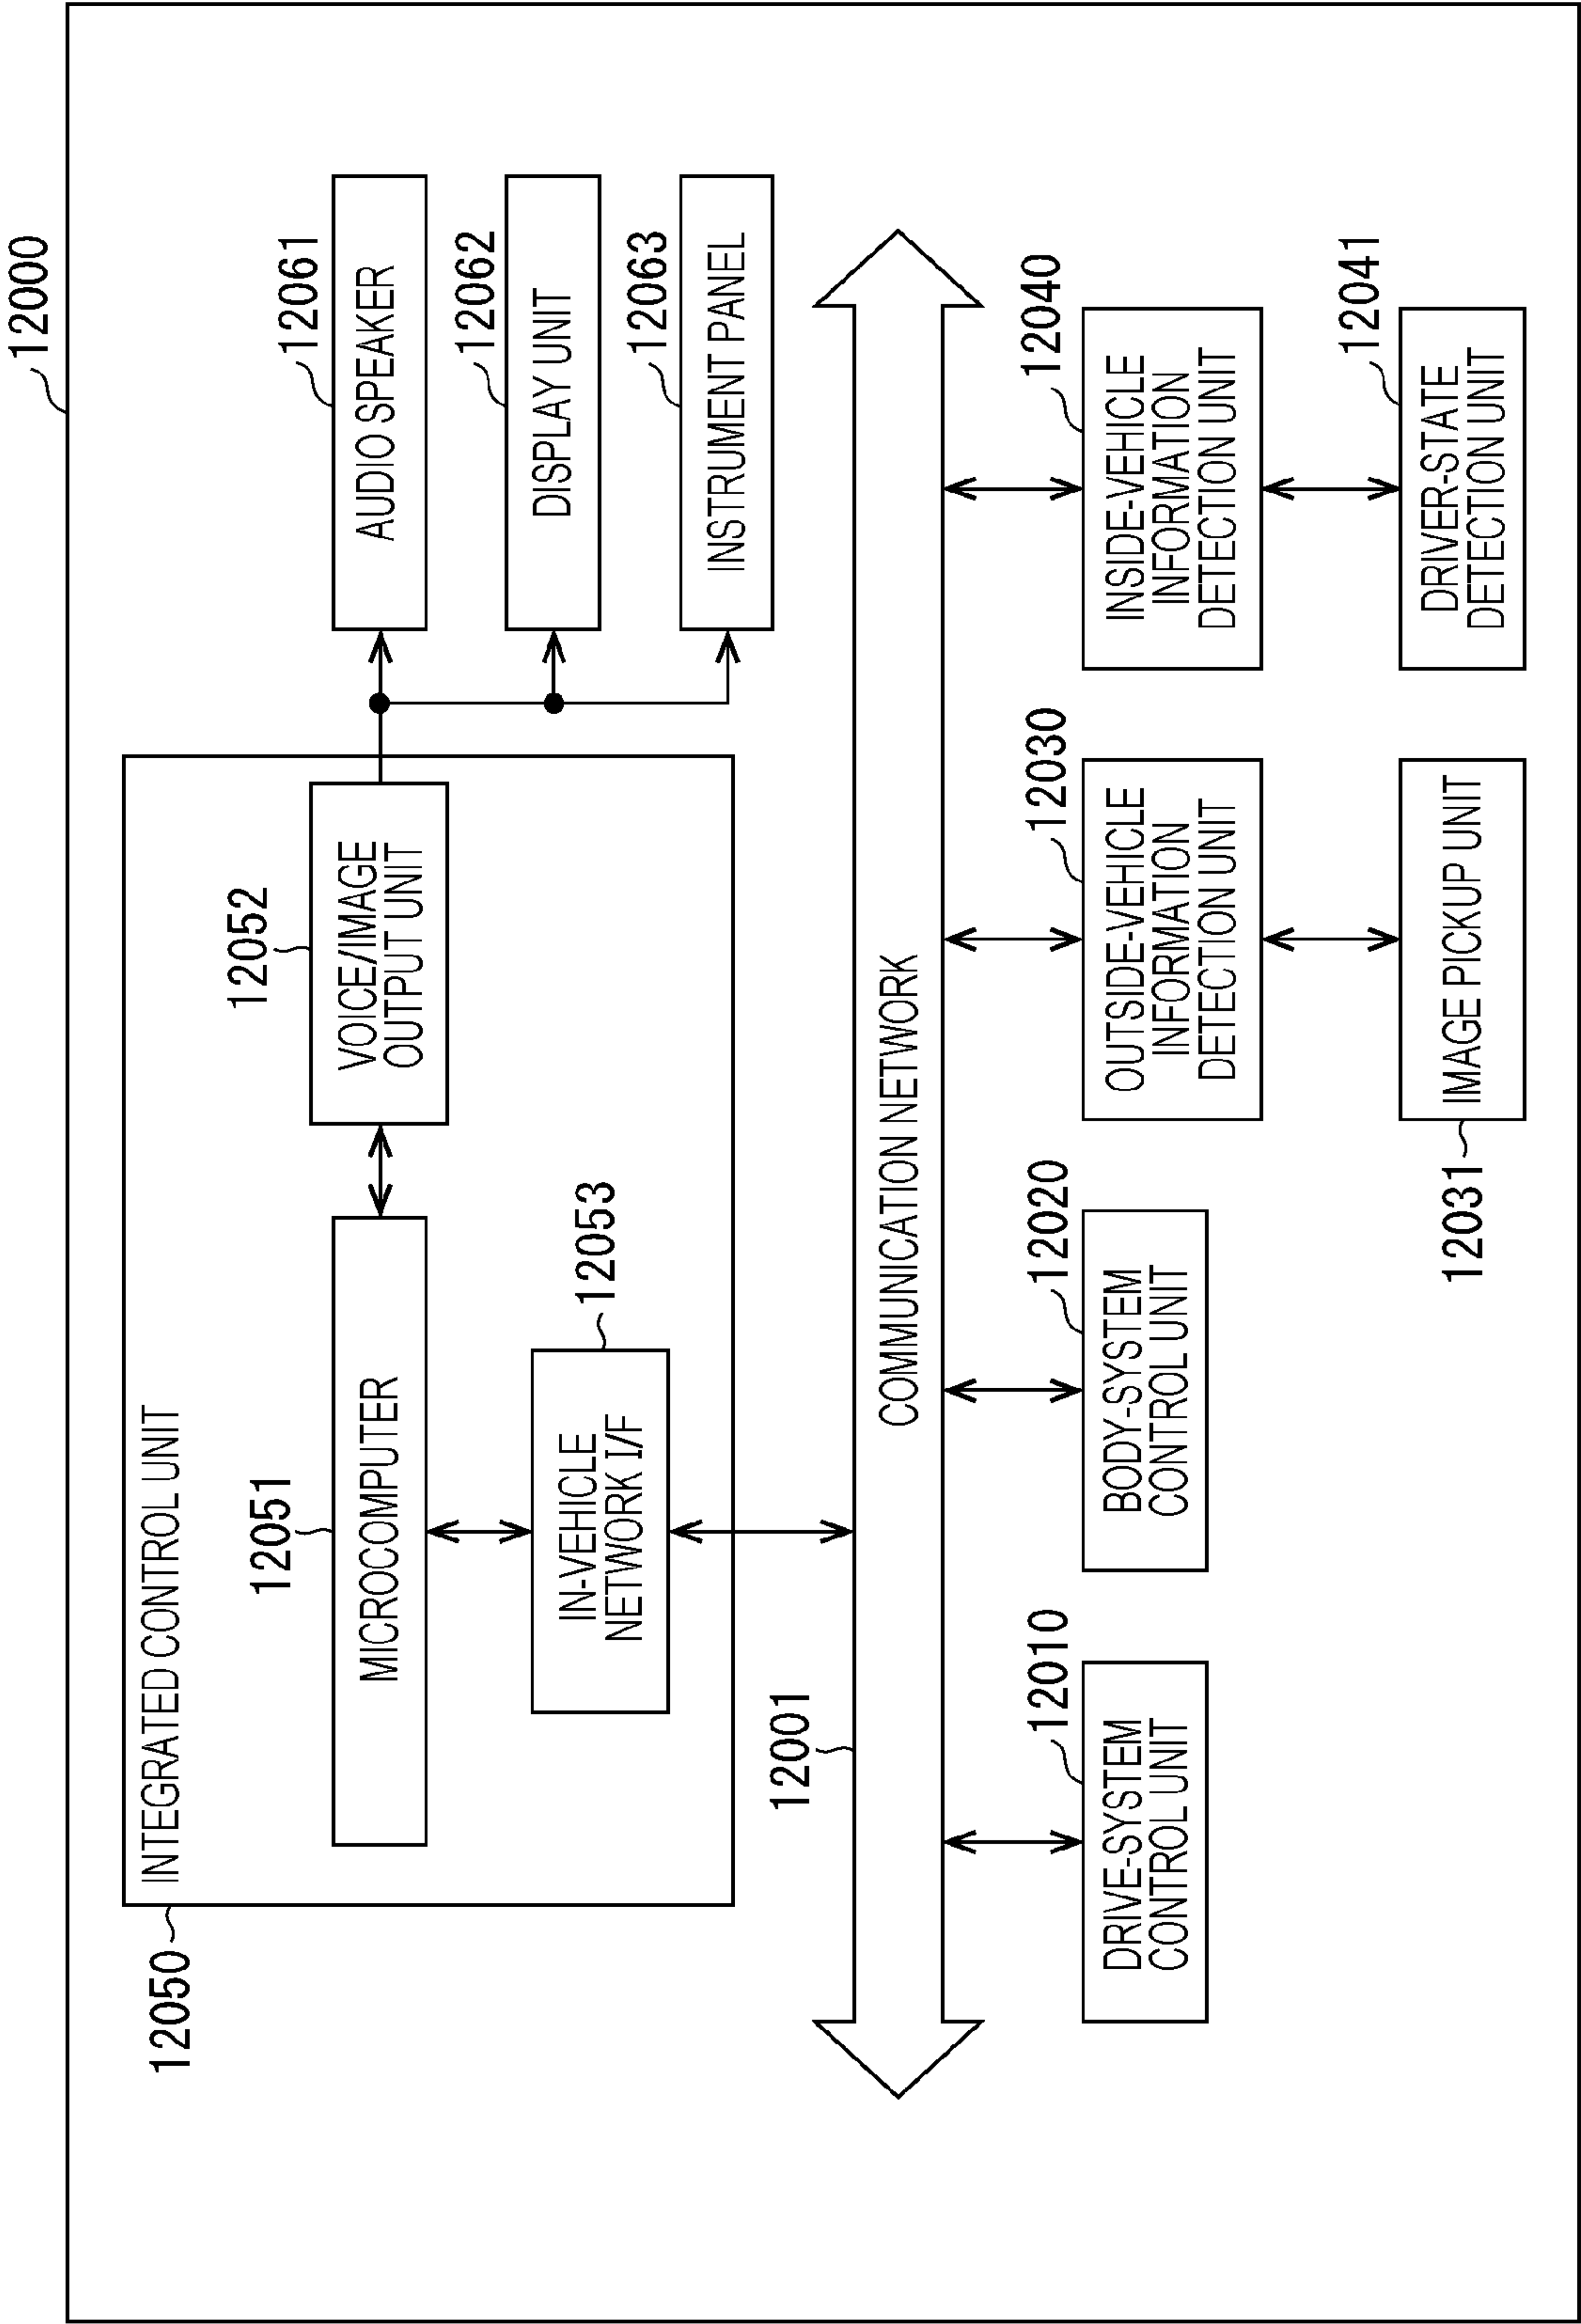 12000
12050
INTEGRATED CONTROL UNIT
12051
MICROCOMPUTER
12052
VOICE/IMAGE
OUTPUT UNIT
12053
IN-VEHICLE
NETWORK I/F
12061
AUDIO SPEAKER
12062
DISPLAY UNIT
12063
INSTRUMENT PANEL
12001
COMMUNICATION NETWORK
12010
DRIVE-SYSTEM
CONTROL UNIT
12020
BODY-SYSTEM
CONTROL UNIT
12030
OUTSIDE-VEHICLE
INFORMATION
DETECTION UNIT
12040
INSIDE-VEHICLE
INFORMATION
DETECTION UNIT
12031
IMAGE PICKUP UNIT
12041
DRIVER-STATE
DETECTION UNIT